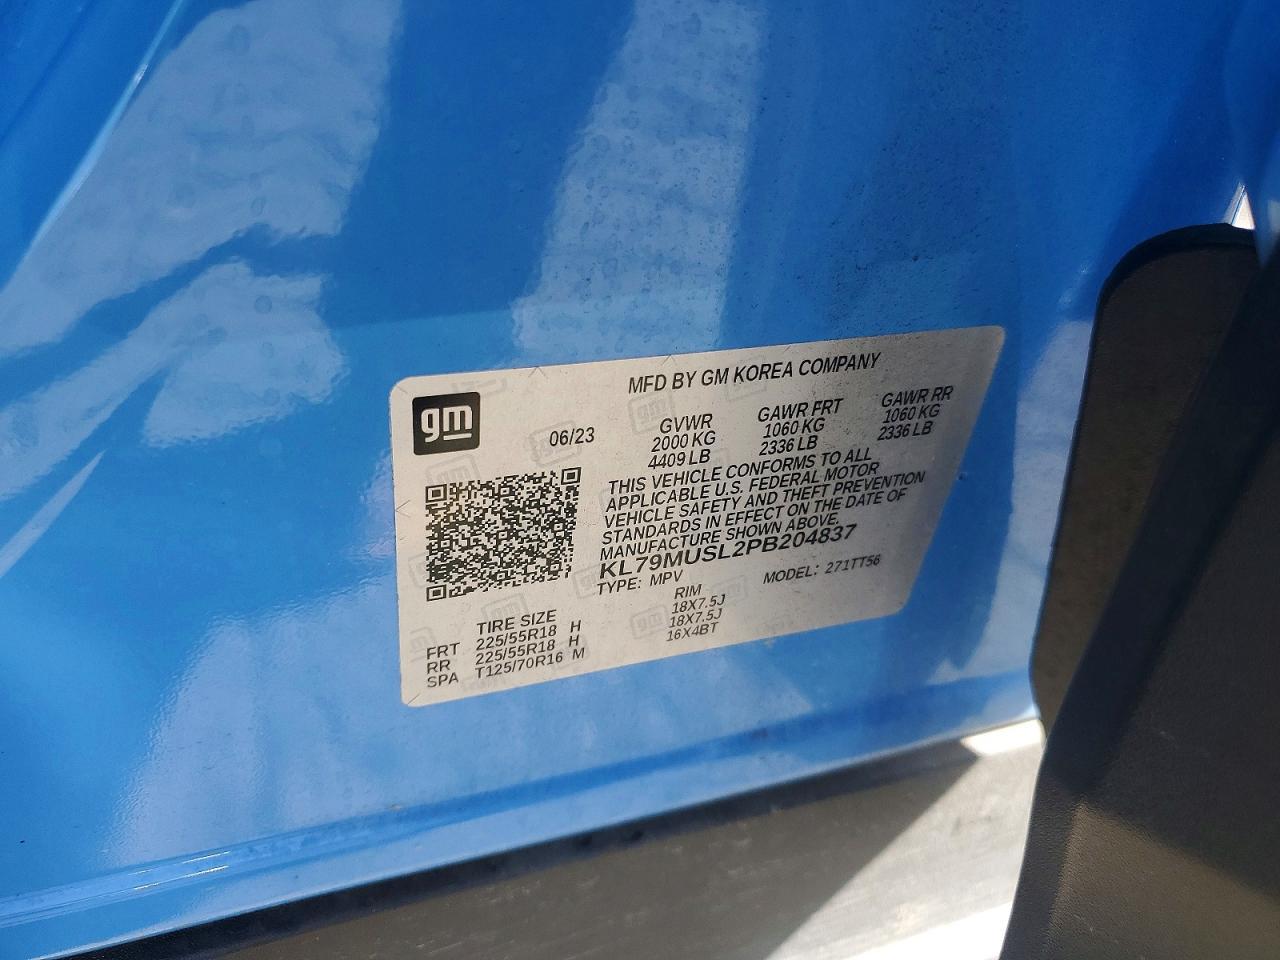 MFD BY GM KOREA COMPANY
gm
06/23
GVWR GAWR FRT GAWR RR
2000 KG 1060 KG 1060 KG
4409 LB 2336 LB 2336 LB
THIS VEHICLE CONFORMS TO ALL
APPLICABLE U.S. FEDERAL MOTOR
VEHICLE SAFETY AND THEFT PREVENTION
STANDARDS IN EFFECT ON THE DATE OF
MANUFACTURE SHOWN ABOVE.
KL79MUSL2PB204837
TYPE: MPV MODEL: 271TT56
TIRE SIZE RIM
FRT 225/55R18 H 18X7.5J
RR 225/55R18 H 18X7.5J
SPA T125/70R16 M 16X4BT